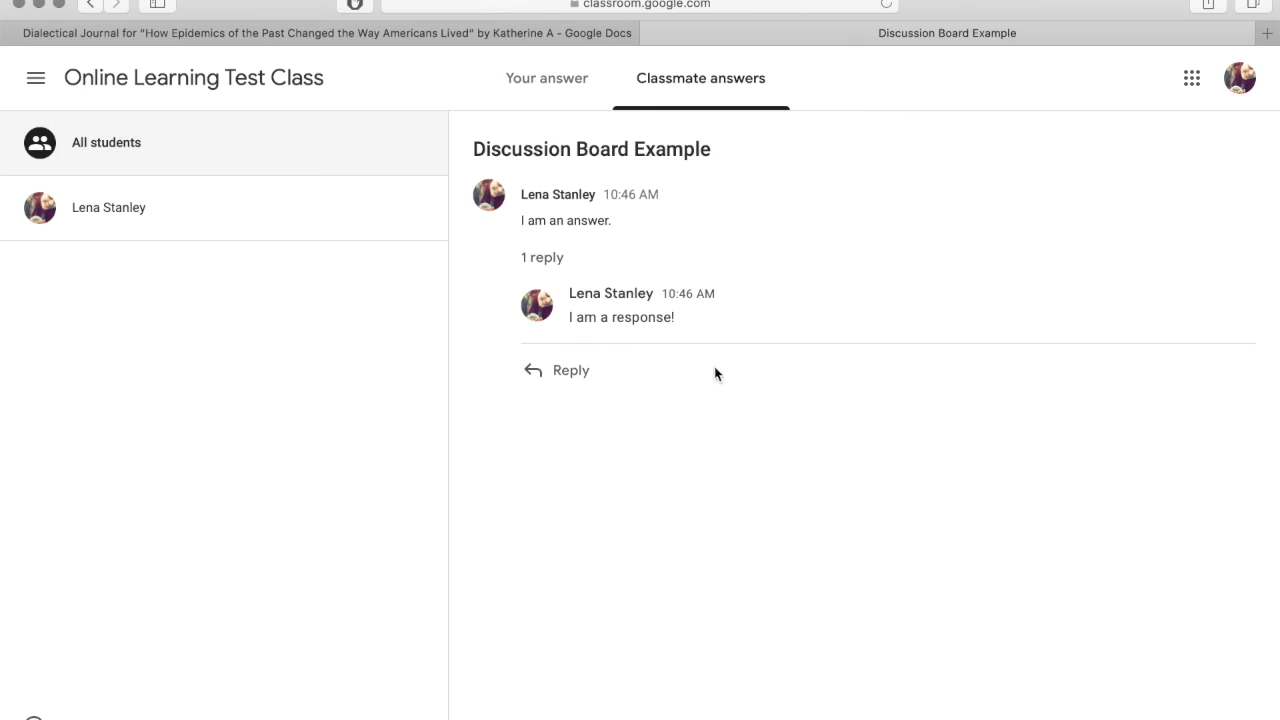 classroom.google.com
Dialectical Journal for "How Epidemics of the Past Changed the Way Americans Lived" by Katherine A - Google Docs
Discussion Board Example
Online Learning Test Class
Your answer
Classmate answers
All students
Lena Stanley
Discussion Board Example
Lena Stanley 10:46 AM
I am an answer.
1 reply
Lena Stanley 10:46 AM
I am a response!
Reply